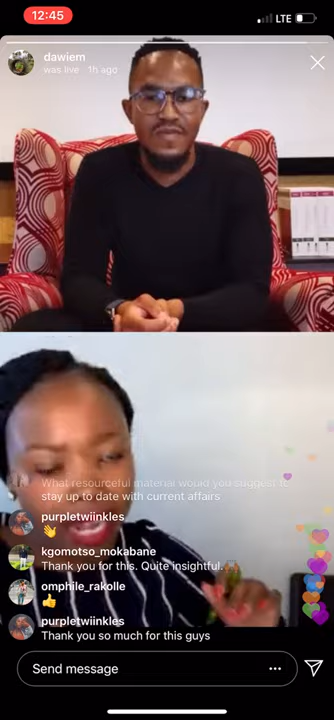 12:45
LTE
dawiem
was live · 1h ago
What resourceful material would you suggest to
stay up to date with current affairs
purpletwiinkles
👋
kgomotso_mokabane
Thank you for this. Quite insightful.🙌🏾
omphile_rakolle
👍
purpletwiinkles
Thank you so much for this guys
Send message